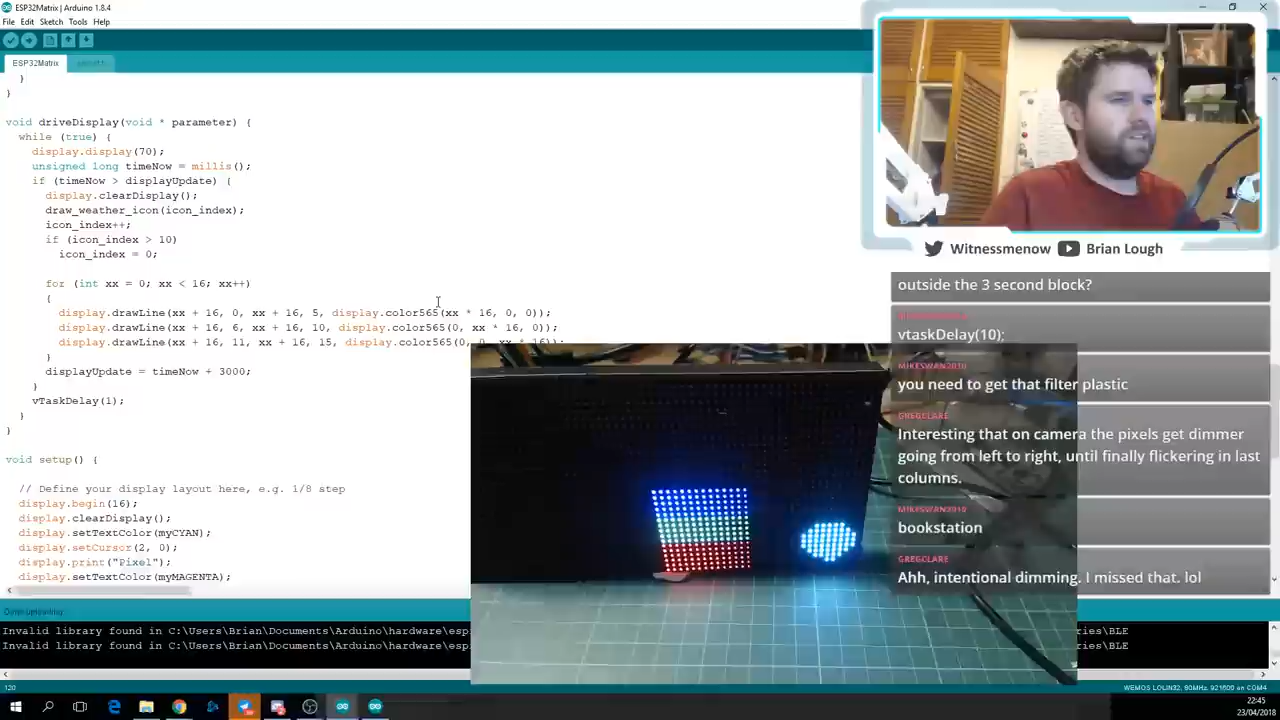 ESP32Matrix | Arduino 1.8.4
File Edit Sketch Tools Help
ESP32Matrix
}
}
void driveDisplay(void * parameter) {
while (true) {
display.display(70);
unsigned long timeNow = millis();
if (timeNow > displayUpdate) {
display.clearDisplay();
draw_weather_icon(icon_index);
icon_index++;
if (icon_index > 10)
icon_index = 0;
for (int xx = 0; xx < 16; xx++)
{
display.drawLine(xx + 16, 0, xx + 16, 5, display.color565(xx * 16, 0, 0));
display.drawLine(xx + 16, 6, xx + 16, 10, display.color565(0, xx * 16, 0));
display.drawLine(xx + 16, 11, xx + 16, 15, display.color565(0, 0, xx * 16));
}
displayUpdate = timeNow + 3000;
}
vTaskDelay(1);
}
}
void setup() {
// Define your display layout here, e.g. 1/8 step
display.begin(16);
display.clearDisplay();
display.setTextColor(myCYAN);
display.setCursor(2, 0);
display.print("Pixel");
display.setTextColor(myMAGENTA);
Done uploading.
Invalid library found in C:\Users\Brian\Documents\Arduino\hardware\esp
ries\BLE
Invalid library found in C:\Users\Brian\Documents\Arduino\hardware\esp
ries\BLE
120
WEMOS LOLIN32, 80MHz, 921600 on COM4
22:45
23/04/2018
Witnessmenow Brian Lough
outside the 3 second block?
vtaskDelay(10);
MIKESWAN2010
you need to get that filter plastic
GREGCLARE
Interesting that on camera the pixels get dimmer
going from left to right, until finally flickering in last
columns.
MIKESWAN2010
bookstation
GREGCLARE
Ahh, intentional dimming. I missed that. lol